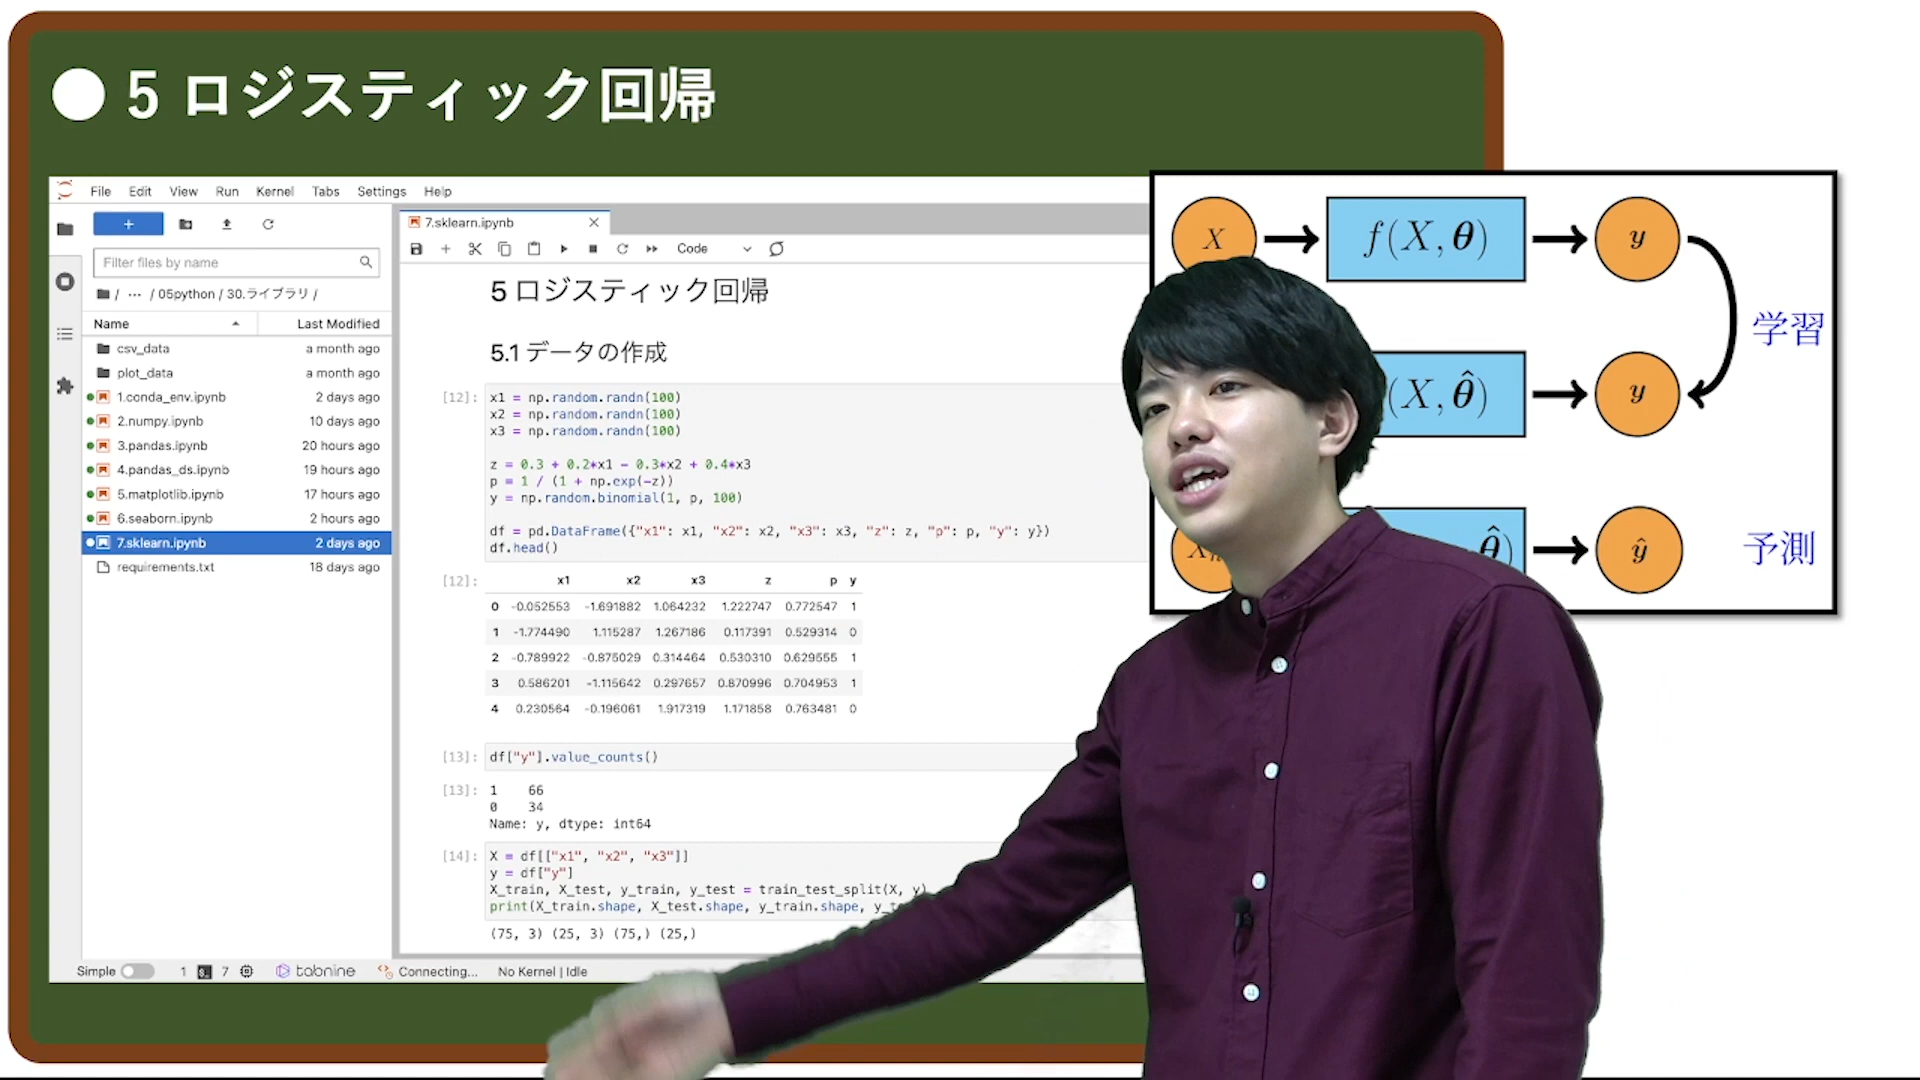 5 ロジスティック回帰
File Edit View Run Kernel Tabs Settings Help
7.sklearn.ipynb
Filter files by name
Code
/ ··· / 05python / 30.ライブラリ /
Name Last Modified
csv_data a month ago
plot_data a month ago
1.conda_env.ipynb 2 days ago
2.numpy.ipynb 10 days ago
3.pandas.ipynb 20 hours ago
4.pandas_ds.ipynb 19 hours ago
5.matplotlib.ipynb 17 hours ago
6.seaborn.ipynb 2 hours ago
7.sklearn.ipynb 2 days ago
requirements.txt 18 days ago
5 ロジスティック回帰
5.1 データの作成
[12]: x1 = np.random.randn(100)
x2 = np.random.randn(100)
x3 = np.random.randn(100)
z = 0.3 + 0.2*x1 - 0.3*x2 + 0.4*x3
p = 1 / (1 + np.exp(-z))
y = np.random.binomial(1, p, 100)
df = pd.DataFrame({"x1": x1, "x2": x2, "x3": x3, "z": z, "p": p, "y": y})
df.head()
[12]: x1 x2 x3 z p y
0 -0.052553 -1.691882 1.064232 1.222747 0.772547 1
1 -1.774490 1.115287 1.267186 0.117391 0.529314 0
2 -0.789922 -0.875029 0.314464 0.530310 0.629555 1
3 0.586201 -1.115642 0.297657 0.870996 0.704953 1
4 0.230564 -0.196061 1.917319 1.171858 0.763481 0
[13]: df["y"].value_counts()
[13]: 1 66
0 34
Name: y, dtype: int64
[14]: X = df[["x1", "x2", "x3"]]
y = df["y"]
X_train, X_test, y_train, y_test = train_test_split(X, y)
print(X_train.shape, X_test.shape, y_train.shape,
(75, 3) (25, 3) (75,) (25,)
Simple 1 7 tabnine Connecting... No Kernel | Idle
X f(X, θ) y
学習
(X, θ̂) y
θ̂) ŷ 予測